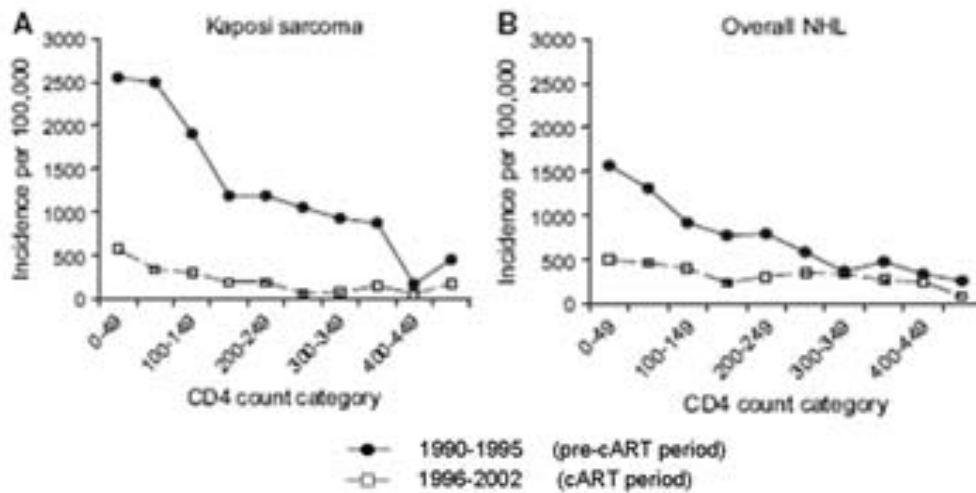 A
Kaposi sarcoma
Incidence per 100,000
3000
2500
2000
1500
1000
500
0
0-49
100-149
200-249
300-349
400-449
CD4 count category
B
Overall NHL
Incidence per 100,000
3000
2500
2000
1500
1000
500
0
0-49
100-149
200-249
300-349
400-449
CD4 count category
1990-1995 (pre-cART period)
1996-2002 (cART period)